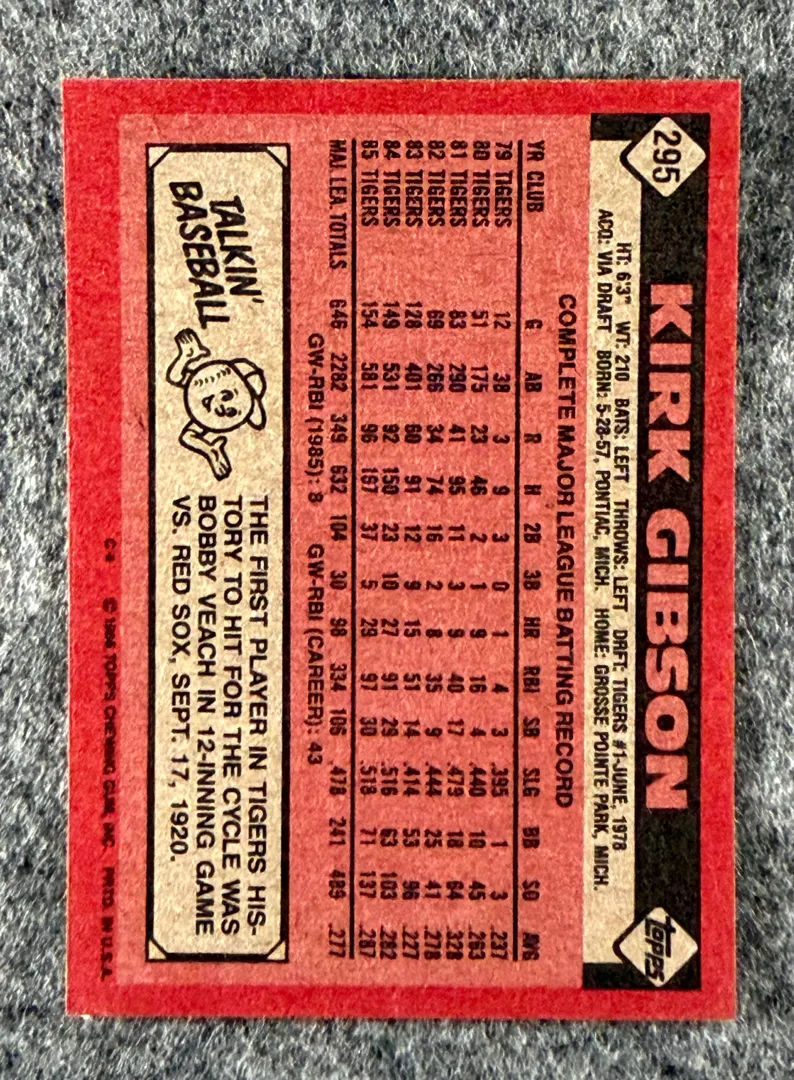 295
KIRK GIBSON
topps
HT: 6'3" WT: 210 BATS: LEFT THROWS: LEFT DRFT: TIGERS #1-JUNE, 1978
ACQ: VIA DRAFT BORN: 5-28-57, PONTIAC, MICH. HOME: GROSSE POINTE PARK, MICH.
COMPLETE MAJOR LEAGUE BATTING RECORD
YR CLUB G AB R H 2B 3B HR RBI SB SLG BB SO AVG
79 TIGERS 12 38 3 9 3 0 1 4 3 .395 1 3 .237
80 TIGERS 51 175 23 46 2 1 9 16 4 .440 10 45 .263
81 TIGERS 83 290 41 95 11 3 9 40 17 .479 18 64 .328
82 TIGERS 69 266 34 74 16 2 8 35 9 .444 25 41 .278
83 TIGERS 128 401 60 91 12 9 15 51 14 .414 53 96 .227
84 TIGERS 149 531 92 150 23 10 27 91 29 .516 63 103 .282
85 TIGERS 154 581 96 167 37 5 29 97 30 .518 71 137 .287
MAJ. LEA. TOTALS 646 2282 349 632 104 30 98 334 106 .478 241 489 .277
GW-RBI (1985): 8 GW-RBI (CAREER): 43
TALKIN'
BASEBALL
THE FIRST PLAYER IN TIGERS HIS-
TORY TO HIT FOR THE CYCLE WAS
BOBBY VEACH IN 12-INNING GAME
VS. RED SOX, SEPT. 17, 1920.
C-4 © 1986 TOPPS CHEWING GUM, INC. PRTD. IN U.S.A.